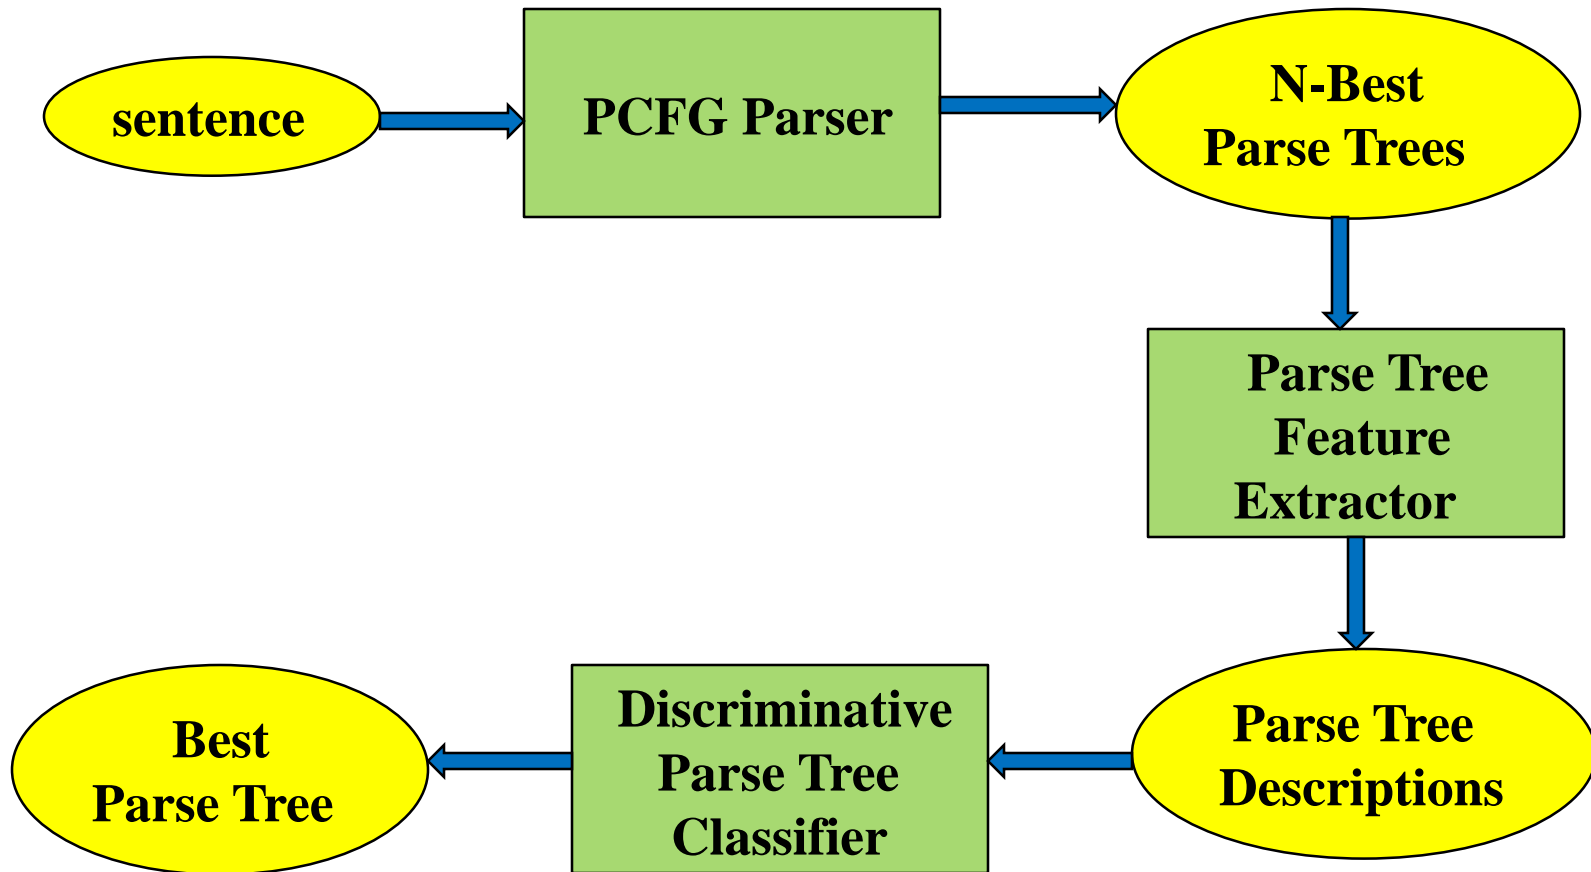 sentence
PCFG Parser
N-Best
Parse Trees
Parse Tree
Feature
Extractor
Parse Tree
Descriptions
Discriminative
Parse Tree
Classifier
Best
Parse Tree